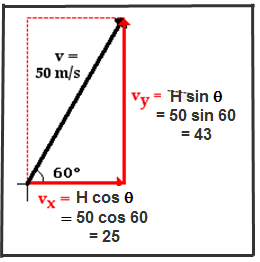 v =
50 m/s
60°
vy = H sin θ
= 50 sin 60
= 43
vx = H cos θ
= 50 cos 60
= 25